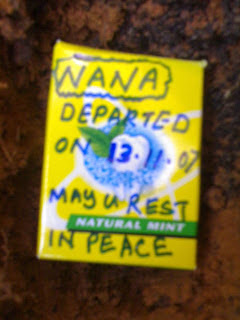 NANA
DEPARTED
ON 13.11.07
MAY U REST
NATURAL MINT
IN PEACE